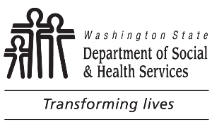 Washington State
Department of Social
& Health Services
Transforming lives